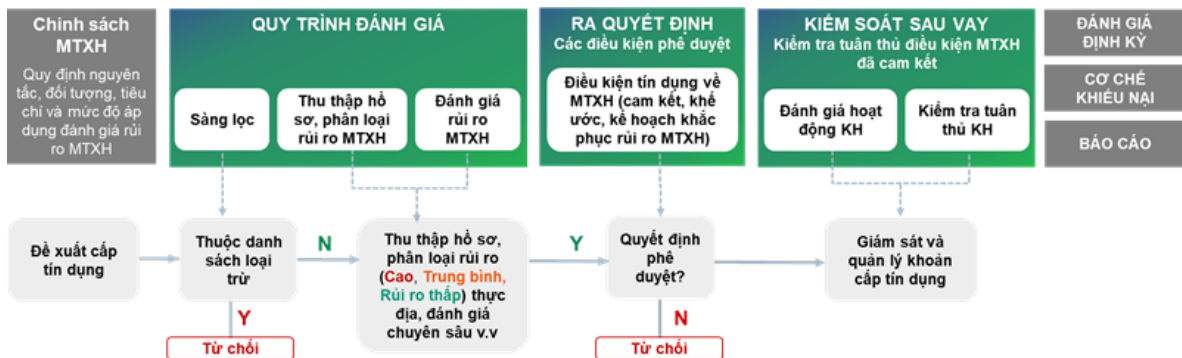 Chính sách
MTXH
Quy định nguyên
tắc, đối tượng, tiêu
chí và mức độ áp
dụng đánh giá rủi
ro MTXH
QUY TRÌNH ĐÁNH GIÁ
Sàng lọc
Thu thập hồ
sơ, phân loại
rủi ro MTXH
Đánh giá
rủi ro
MTXH
RA QUYẾT ĐỊNH
Các điều kiện phê duyệt
Điều kiện tín dụng về
MTXH (cam kết, khế
ước, kế hoạch khắc
phục rủi ro MTXH)
KIỂM SOÁT SAU VAY
Kiểm tra tuân thủ điều kiện MTXH
đã cam kết
Đánh giá hoạt
động KH
Kiểm tra tuân
thủ KH
ĐÁNH GIÁ
ĐỊNH KỲ
CƠ CHẾ
KHIẾU NẠI
BÁO CÁO
Đề xuất cấp
tín dụng
Thuộc danh
sách loại
trừ
N
Y
Từ chối
Thu thập hồ sơ,
phân loại rủi ro
(Cao, Trung bình,
Rủi ro thấp) thực
địa, đánh giá
chuyên sâu v.v
Y
Quyết định
phê
duyệt?
N
Từ chối
Giám sát và
quản lý khoản
cấp tín dụng